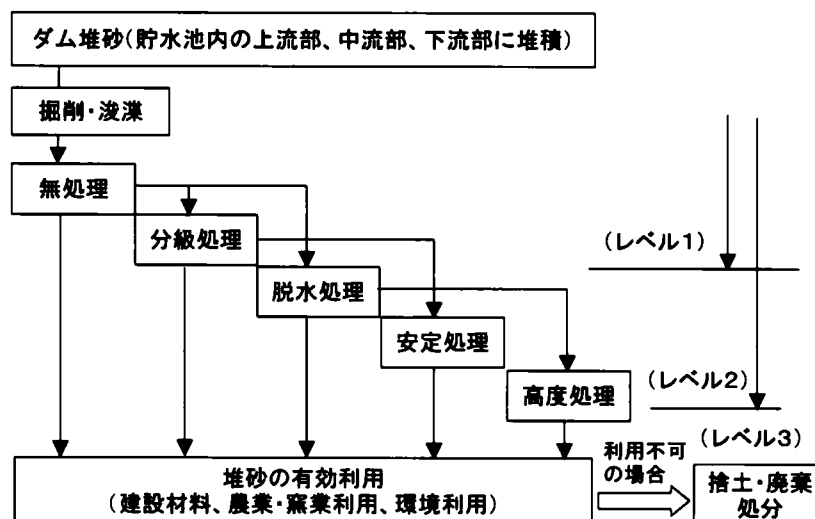 ダム堆砂(貯水池内の上流部、中流部、下流部に堆積)
掘削・浚渫
無処理
分級処理
(レベル1)
脱水処理
安定処理
(レベル2)
高度処理
(レベル3)
堆砂の有効利用
(建設材料、農業・窯業利用、環境利用)
利用不可
の場合
捨土・廃棄
処分